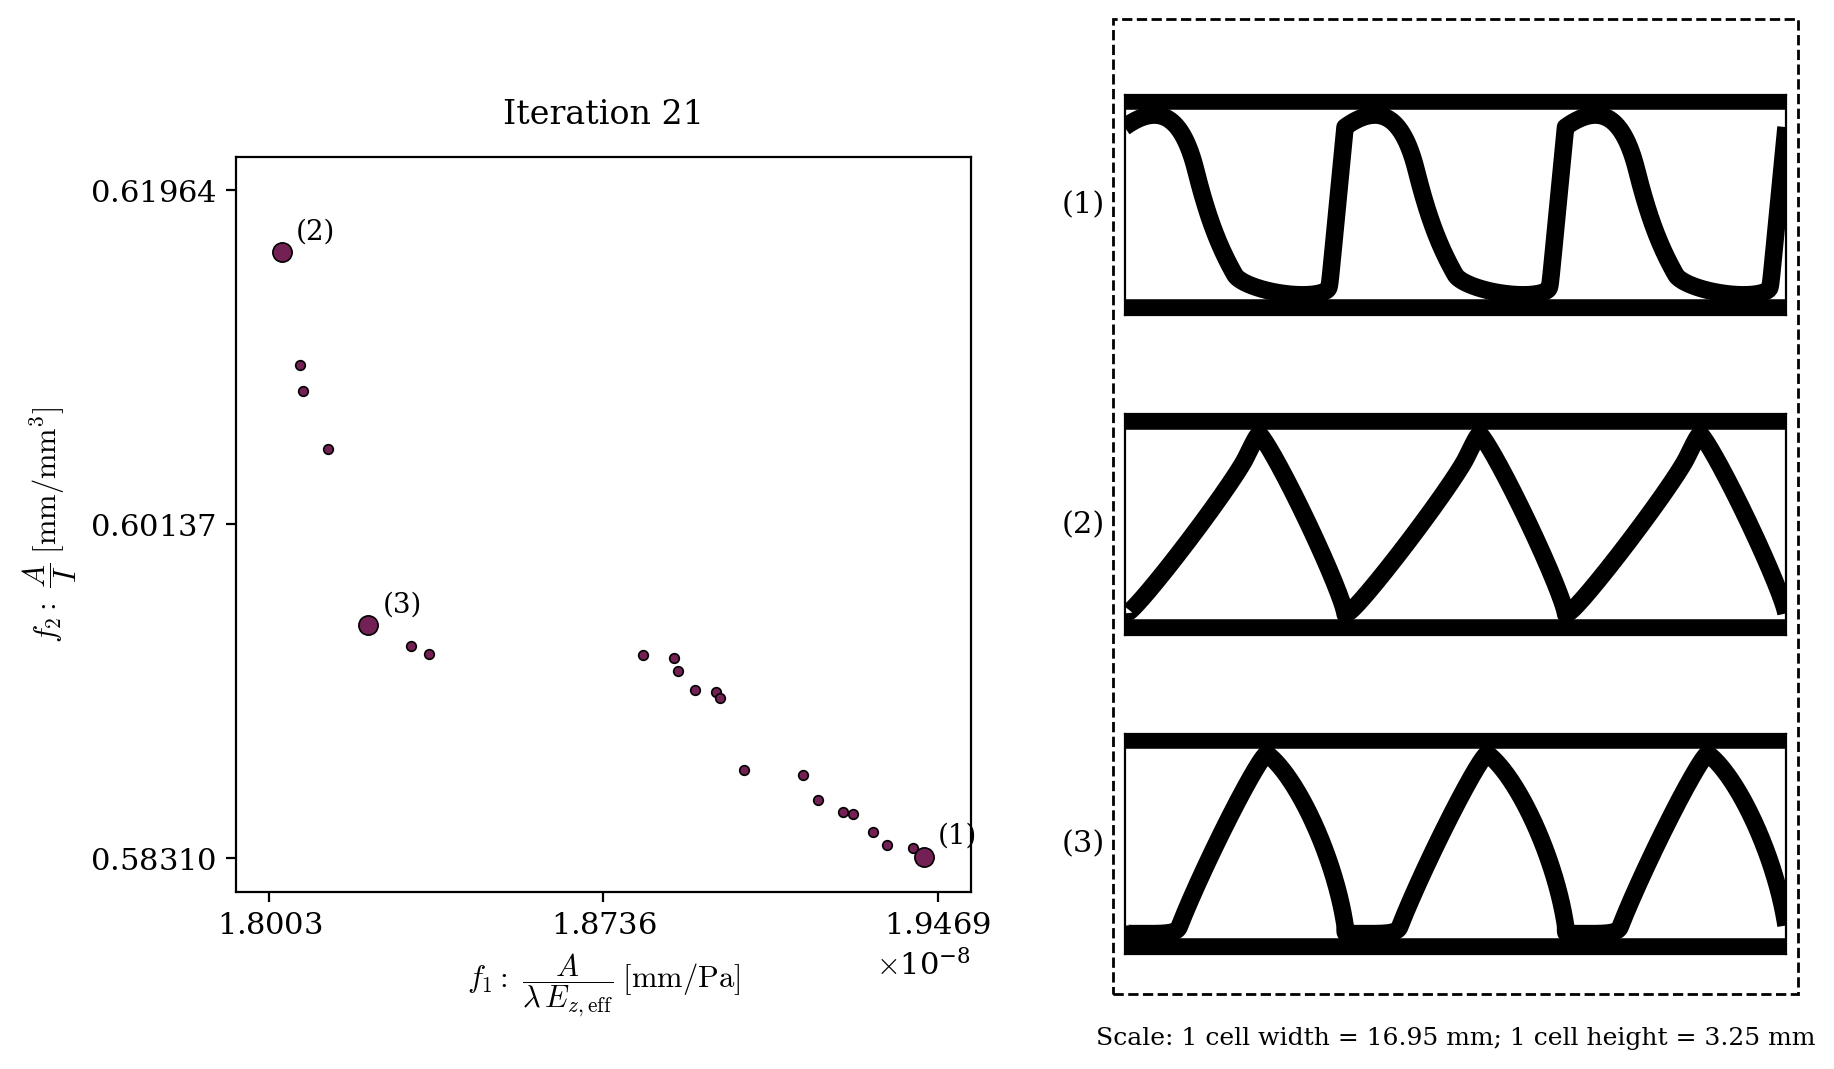 Iteration 21
0.61964
0.60137
0.58310
f₂: A/I [mm/mm³]
(2)
(3)
(1)
1.8003 1.8736 1.9469
×10⁻⁸
f₁: A/(λ E_z,eff) [mm/Pa]
(1)
(2)
(3)
Scale: 1 cell width = 16.95 mm; 1 cell height = 3.25 mm